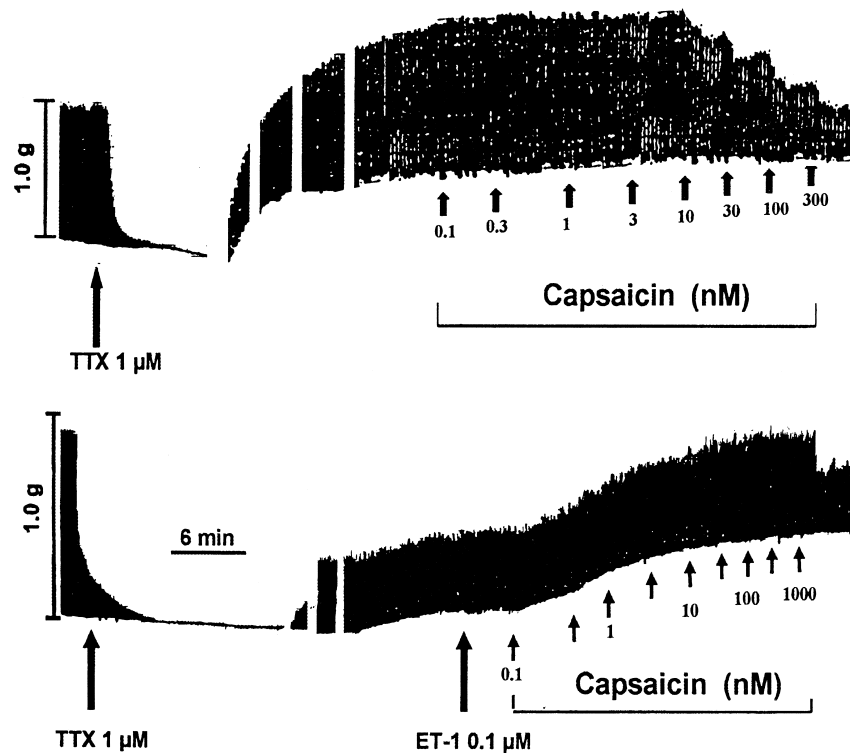 1.0 g
0.1 0.3 1 3 10 30 100 300
Capsaicin (nM)
TTX 1 µM
1.0 g
6 min
0.1 1 10 100 1000
Capsaicin (nM)
TTX 1 µM
ET-1 0.1 µM